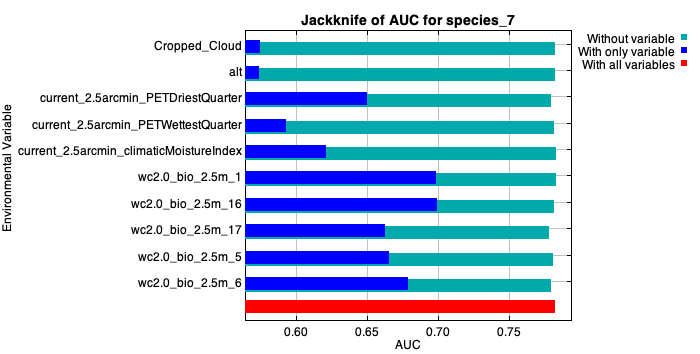 Jackknife of AUC for species_7
Without variable
With only variable
With all variables
Environmental Variable
Cropped_Cloud
alt
current_2.5arcmin_PETDriestQuarter
current_2.5arcmin_PETWettestQuarter
current_2.5arcmin_climaticMoistureIndex
wc2.0_bio_2.5m_1
wc2.0_bio_2.5m_16
wc2.0_bio_2.5m_17
wc2.0_bio_2.5m_5
wc2.0_bio_2.5m_6
0.60 0.65 0.70 0.75
AUC